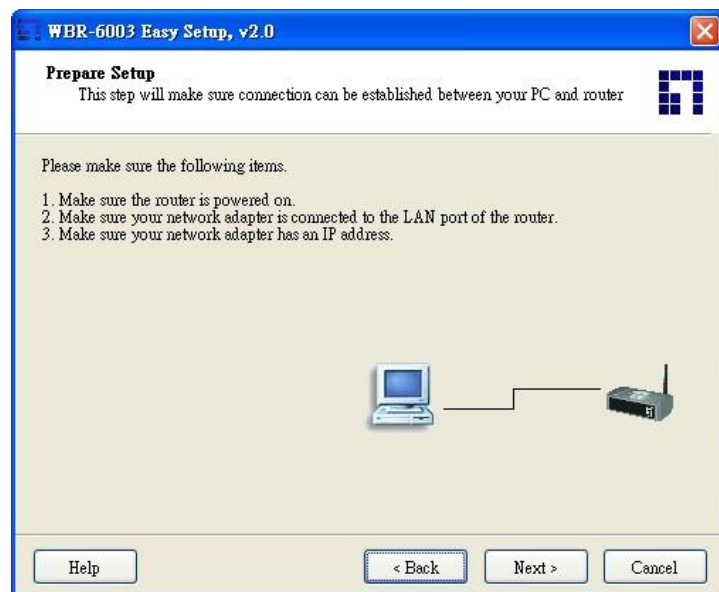 WBR-6003 Easy Setup, v2.0
Prepare Setup
This step will make sure connection can be established between your PC and router
Please make sure the following items.
1. Make sure the router is powered on.
2. Make sure your network adapter is connected to the LAN port of the router.
3. Make sure your network adapter has an IP address.
Help
< Back
Next >
Cancel